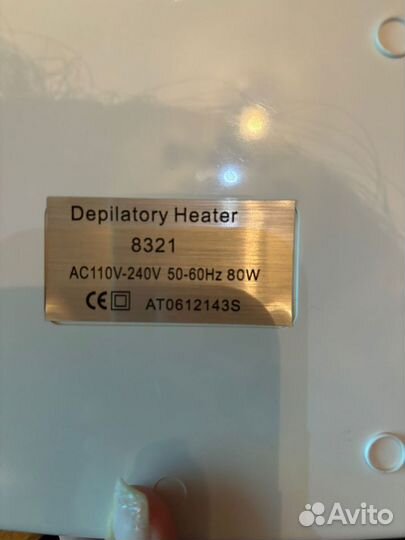 Depilatory Heater
8321
AC110V-240V 50-60Hz 80W
CE AT0612143S
Avito